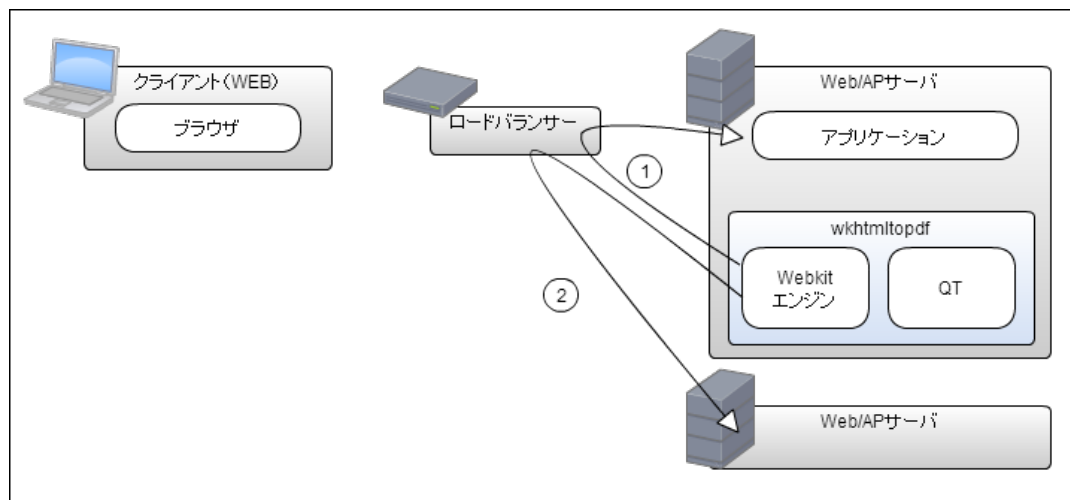 クライアント(WEB)
ブラウザ
ロードバランサー
Web/APサーバ
アプリケーション
1
wkhtmltopdf
Webkit
エンジン
QT
2
Web/APサーバ